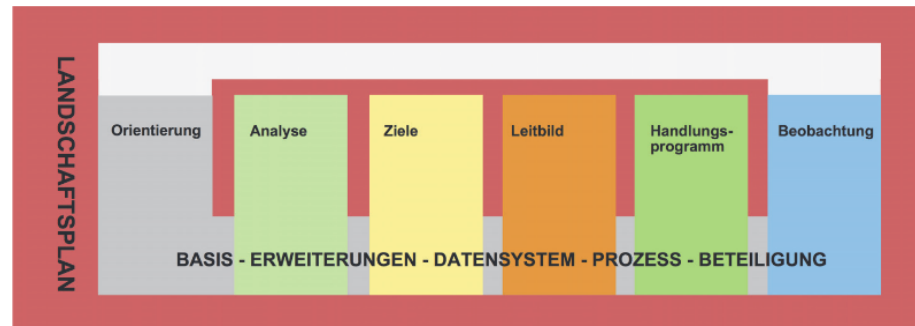 LANDSCHAFTSPLAN
Orientierung
Analyse
Ziele
Leitbild
Handlungs-
programm
Beobachtung
BASIS - ERWEITERUNGEN - DATENSYSTEM - PROZESS - BETEILIGUNG